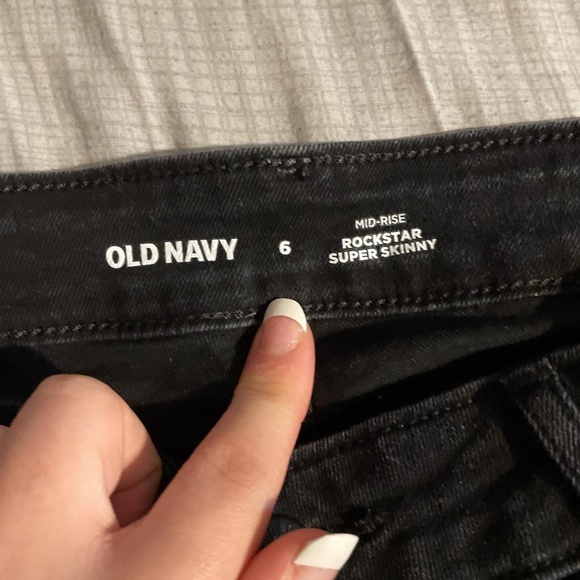 OLD NAVY
6
MID-RISE
ROCKSTAR
SUPER SKINNY